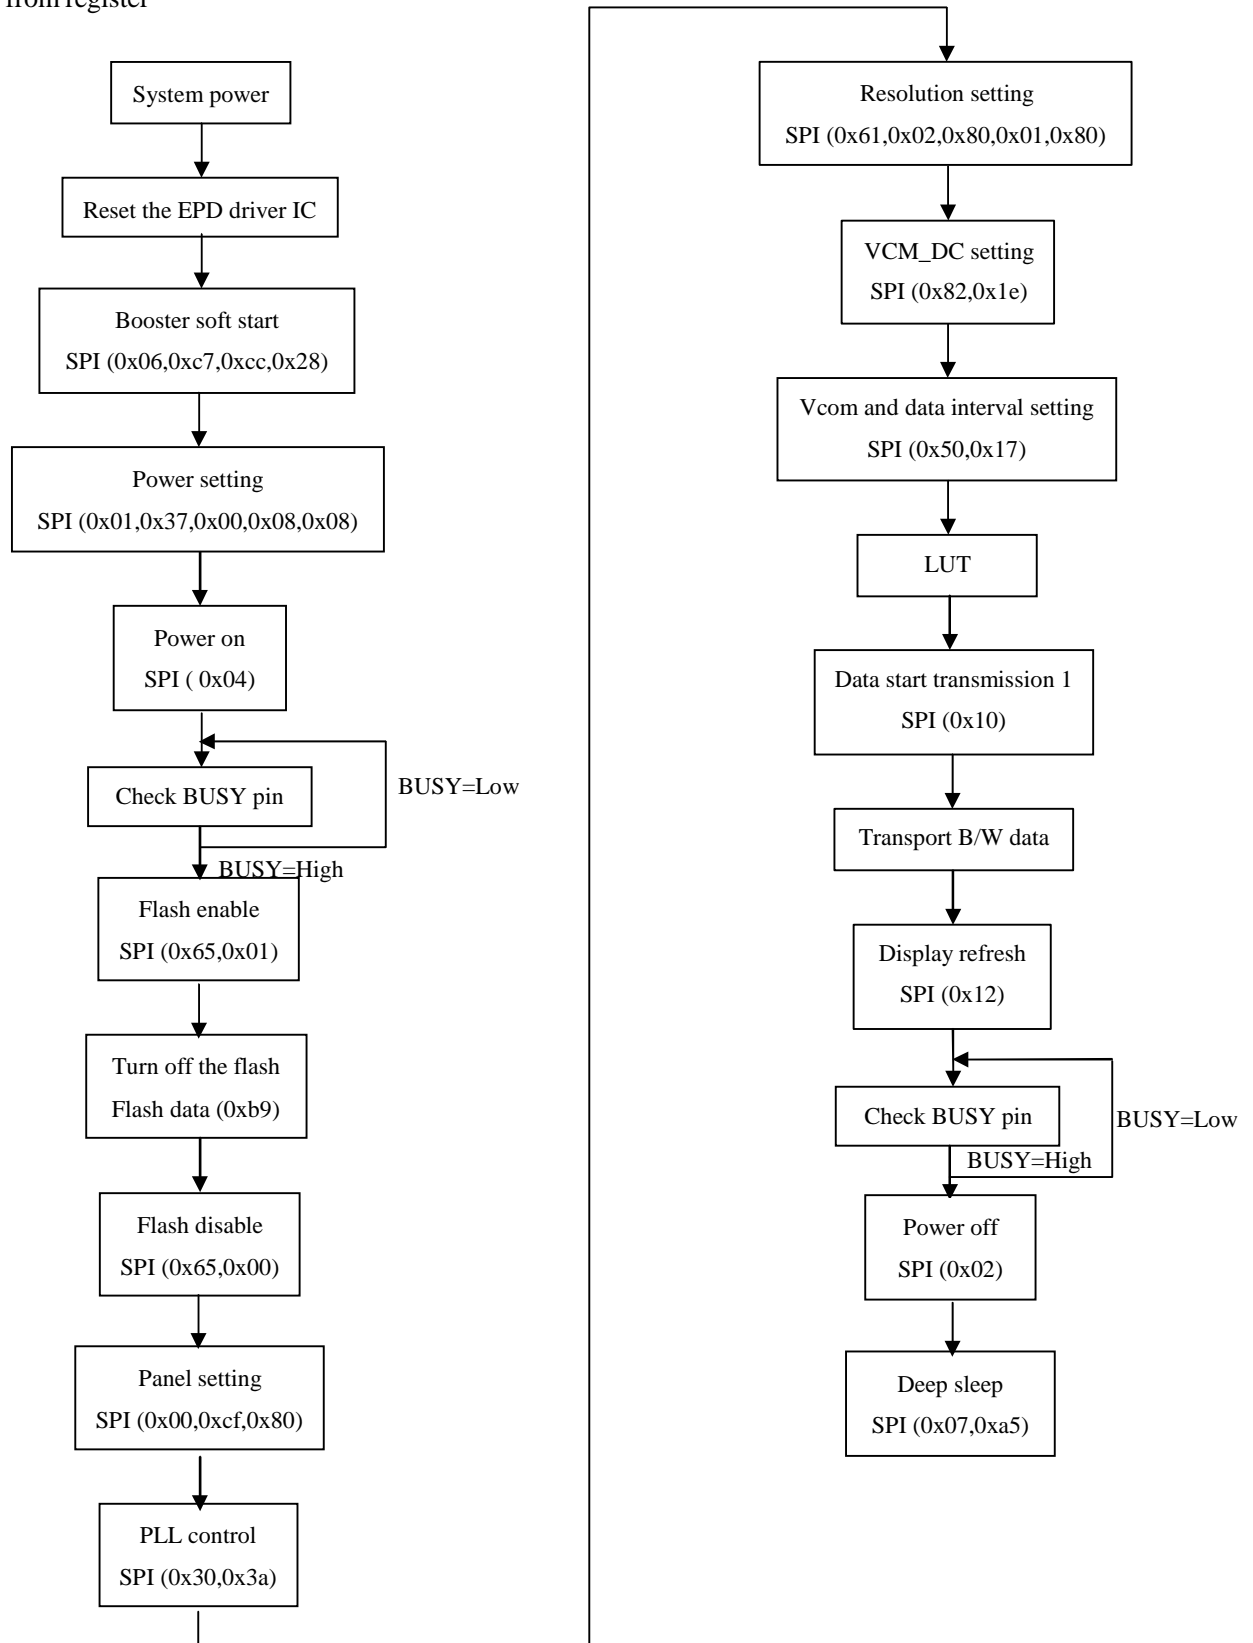 from register
System power
Reset the EPD driver IC
Booster soft start
SPI (0x06,0xc7,0xcc,0x28)
Power setting
SPI (0x01,0x37,0x00,0x08,0x08)
Power on
SPI ( 0x04)
Check BUSY pin
BUSY=Low
BUSY=High
Flash enable
SPI (0x65,0x01)
Turn off the flash
Flash data (0xb9)
Flash disable
SPI (0x65,0x00)
Panel setting
SPI (0x00,0xcf,0x80)
PLL control
SPI (0x30,0x3a)
Resolution setting
SPI (0x61,0x02,0x80,0x01,0x80)
VCM_DC setting
SPI (0x82,0x1e)
Vcom and data interval setting
SPI (0x50,0x17)
LUT
Data start transmission 1
SPI (0x10)
Transport B/W data
Display refresh
SPI (0x12)
Check BUSY pin
BUSY=Low
BUSY=High
Power off
SPI (0x02)
Deep sleep
SPI (0x07,0xa5)